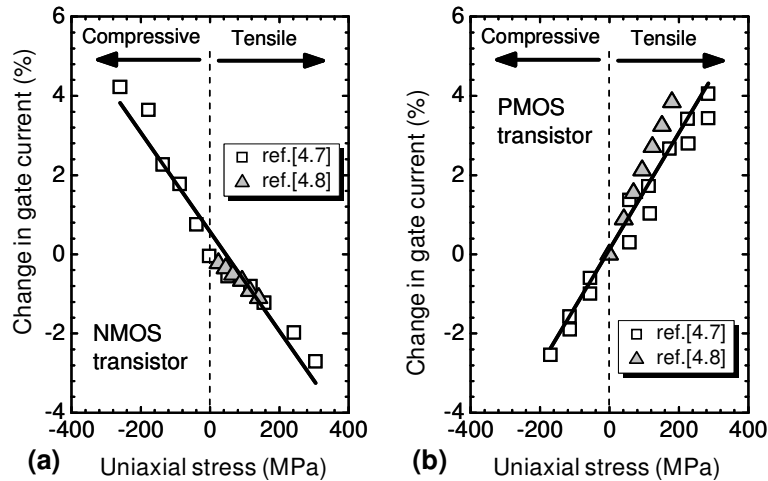 Compressive Tensile
Change in gate current (%)
6
4
2
0
-2
-4
ref.[4.7]
ref.[4.8]
NMOS
transistor
-400 -200 0 200 400
(a) Uniaxial stress (MPa)
Compressive Tensile
Change in gate current (%)
6
4
2
0
-2
-4
PMOS
transistor
ref.[4.7]
ref.[4.8]
-400 -200 0 200 400
(b) Uniaxial stress (MPa)